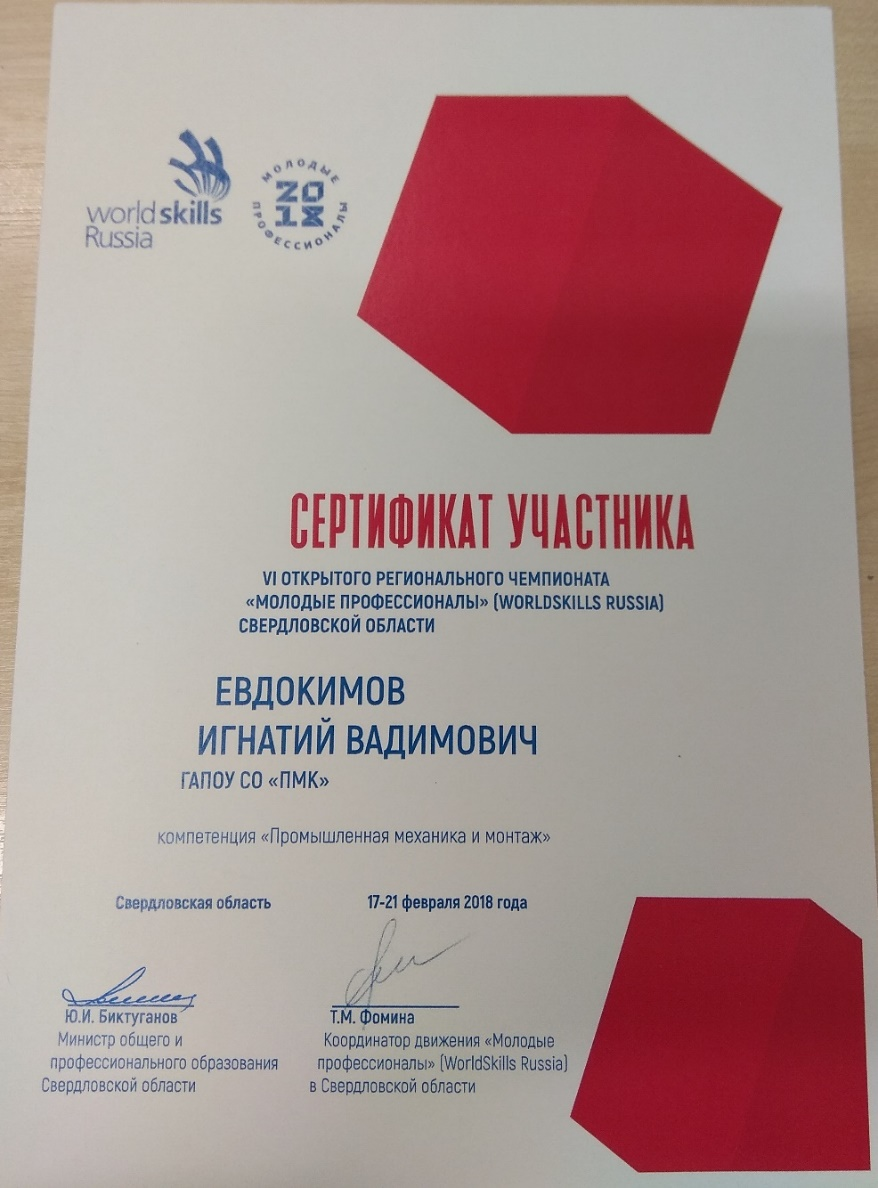 world skills
Russia
МОЛОДЫЕ
2018
ПРОФЕССИОНАЛЫ
СЕРТИФИКАТ УЧАСТНИКА
VI ОТКРЫТОГО РЕГИОНАЛЬНОГО ЧЕМПИОНАТА
«МОЛОДЫЕ ПРОФЕССИОНАЛЫ» (WORLDSKILLS RUSSIA)
СВЕРДЛОВСКОЙ ОБЛАСТИ
ЕВДОКИМОВ
ИГНАТИЙ ВАДИМОВИЧ
ГАПОУ СО «ПМК»
компетенция «Промышленная механика и монтаж»
Свердловская область
17-21 февраля 2018 года
Ю.И. Биктуганов
Министр общего и
профессионального образования
Свердловской области
Т.М. Фомина
Координатор движения «Молодые
профессионалы» (WorldSkills Russia)
в Свердловской области